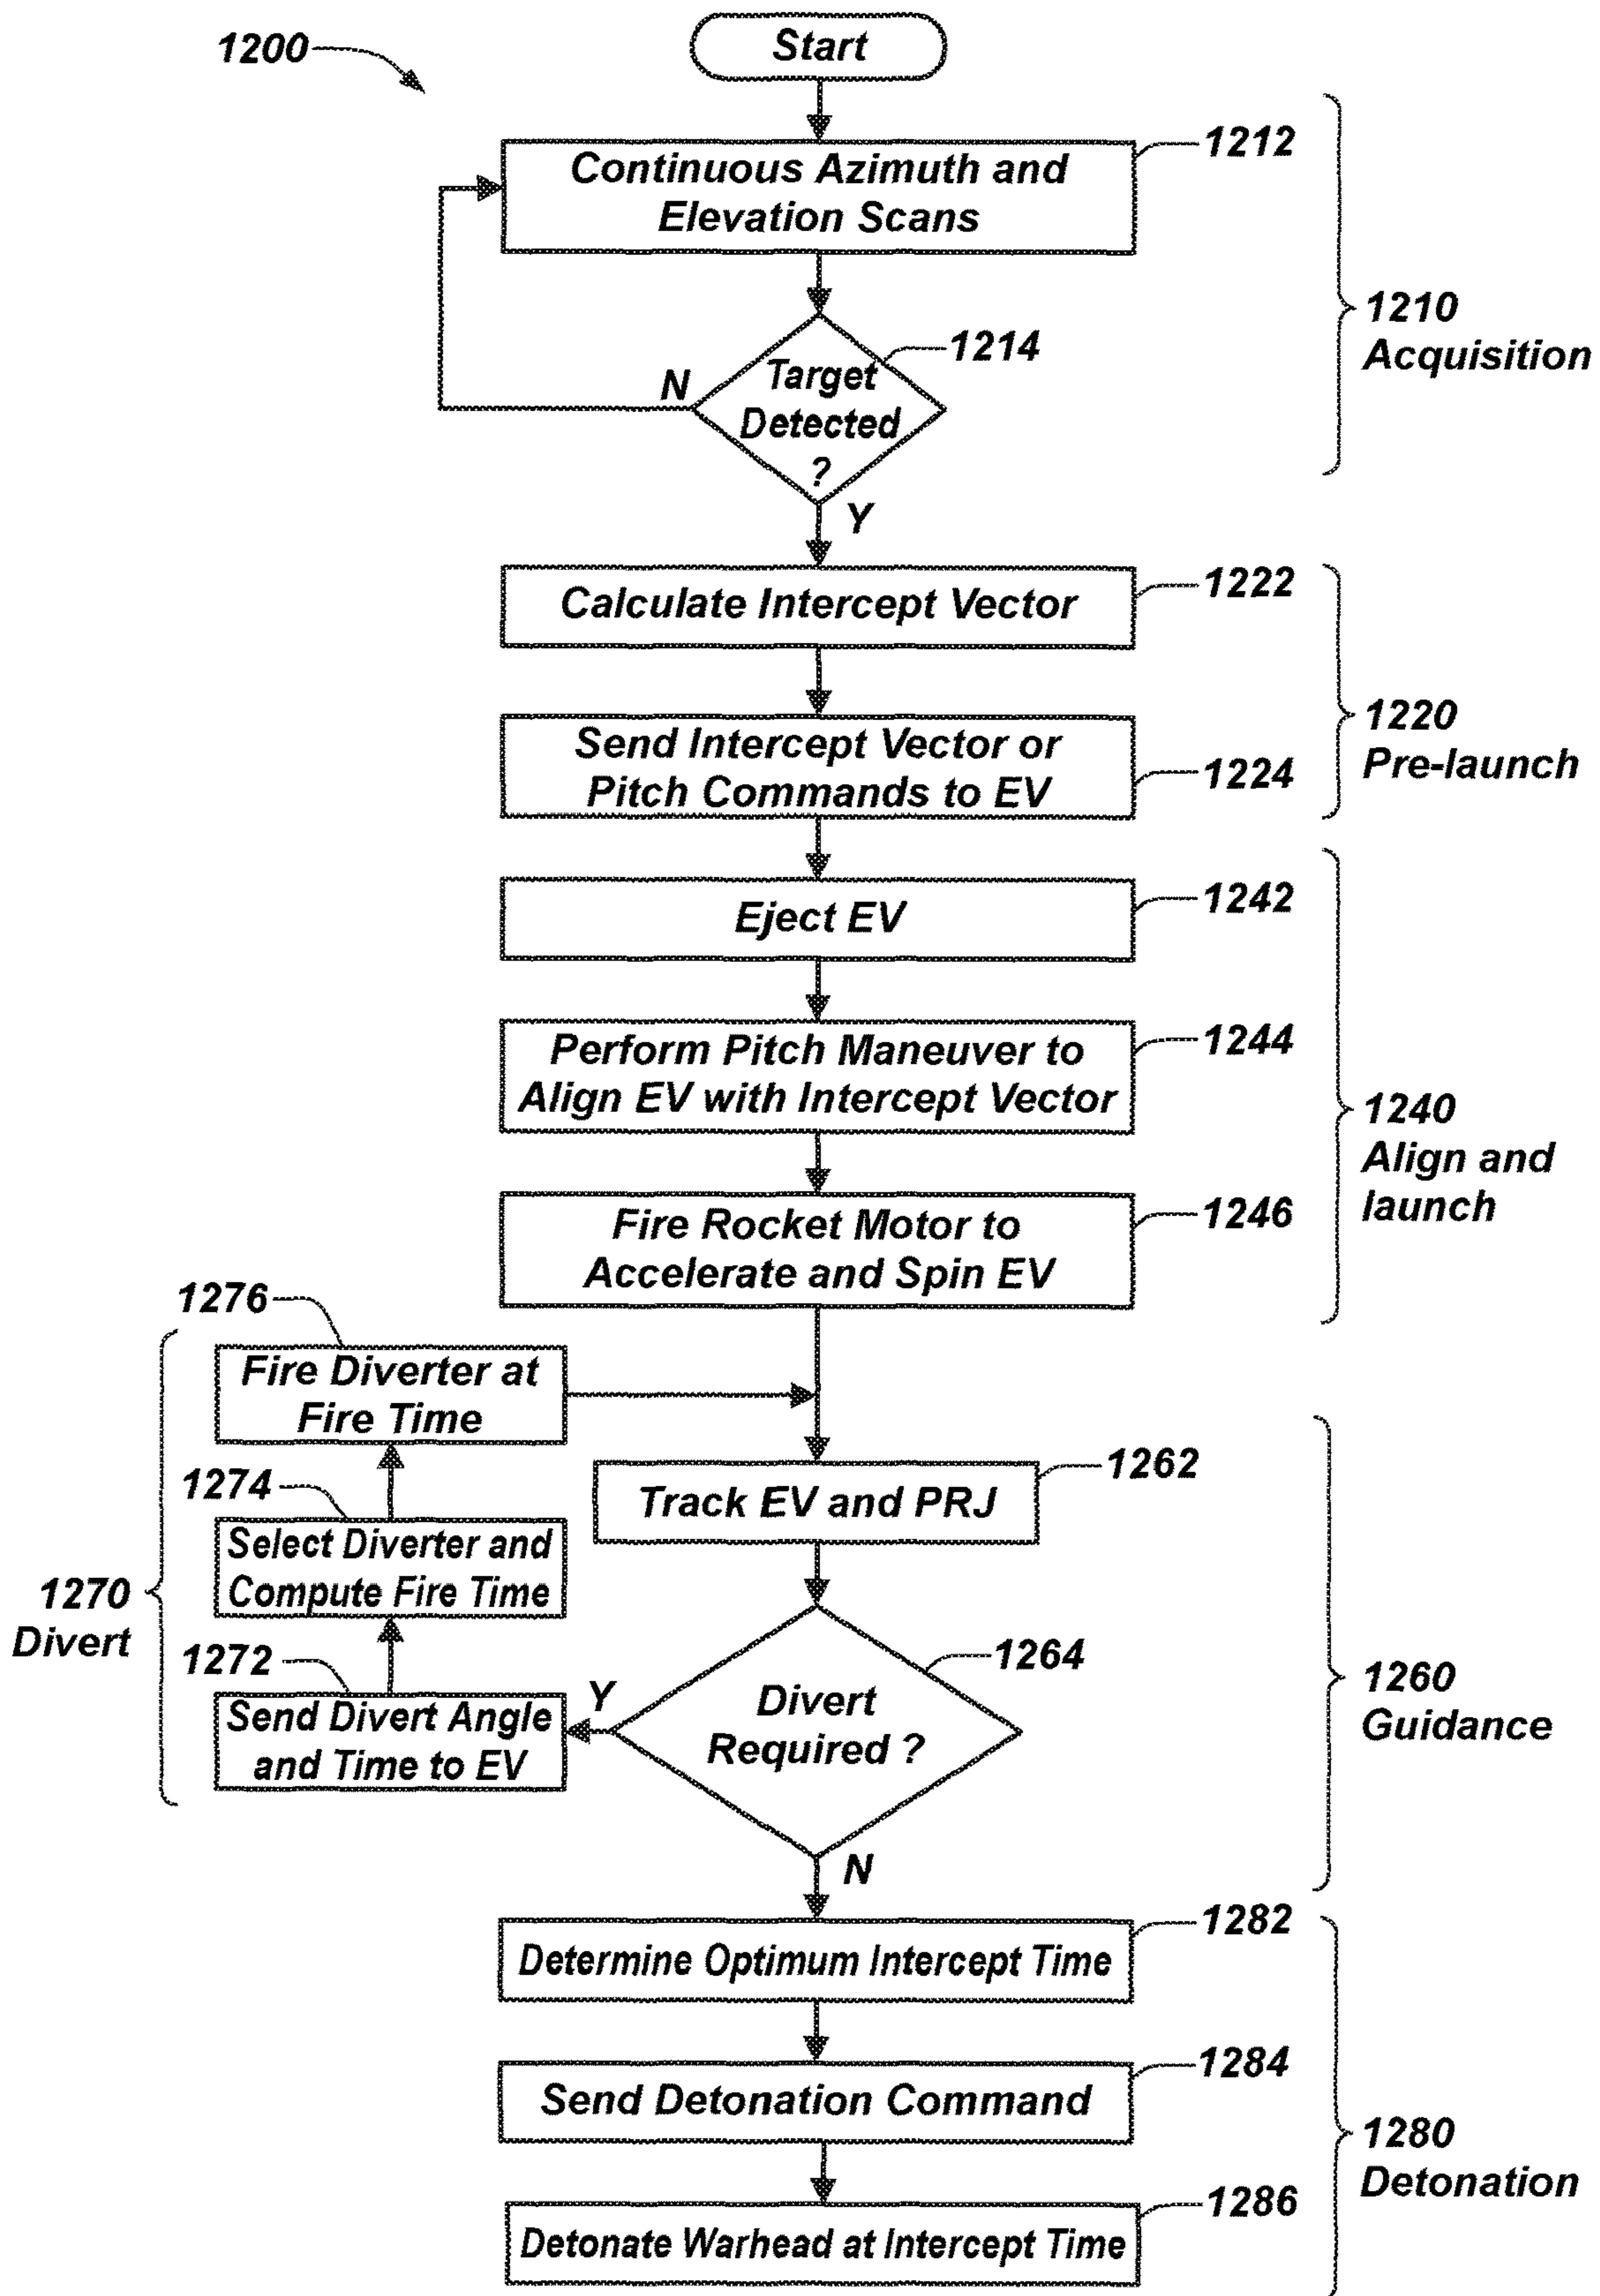 Start
1200
Continuous Azimuth and
Elevation Scans
1212
1210
Acquisition
Target
Detected
?
1214
N
Y
Calculate Intercept Vector
1222
1220
Pre-launch
Send Intercept Vector or
Pitch Commands to EV
1224
Eject EV
1242
Perform Pitch Maneuver to
Align EV with Intercept Vector
1244
1240
Align and
launch
Fire Rocket Motor to
Accelerate and Spin EV
1246
1276
Fire Diverter at
Fire Time
1274
Select Diverter and
Compute Fire Time
1270
Divert
1272
Send Divert Angle
and Time to EV
Track EV and PRJ
1262
Divert
Required ?
1264
Y
N
1260
Guidance
Determine Optimum Intercept Time
1282
Send Detonation Command
1284
1280
Detonation
Detonate Warhead at Intercept Time
1286